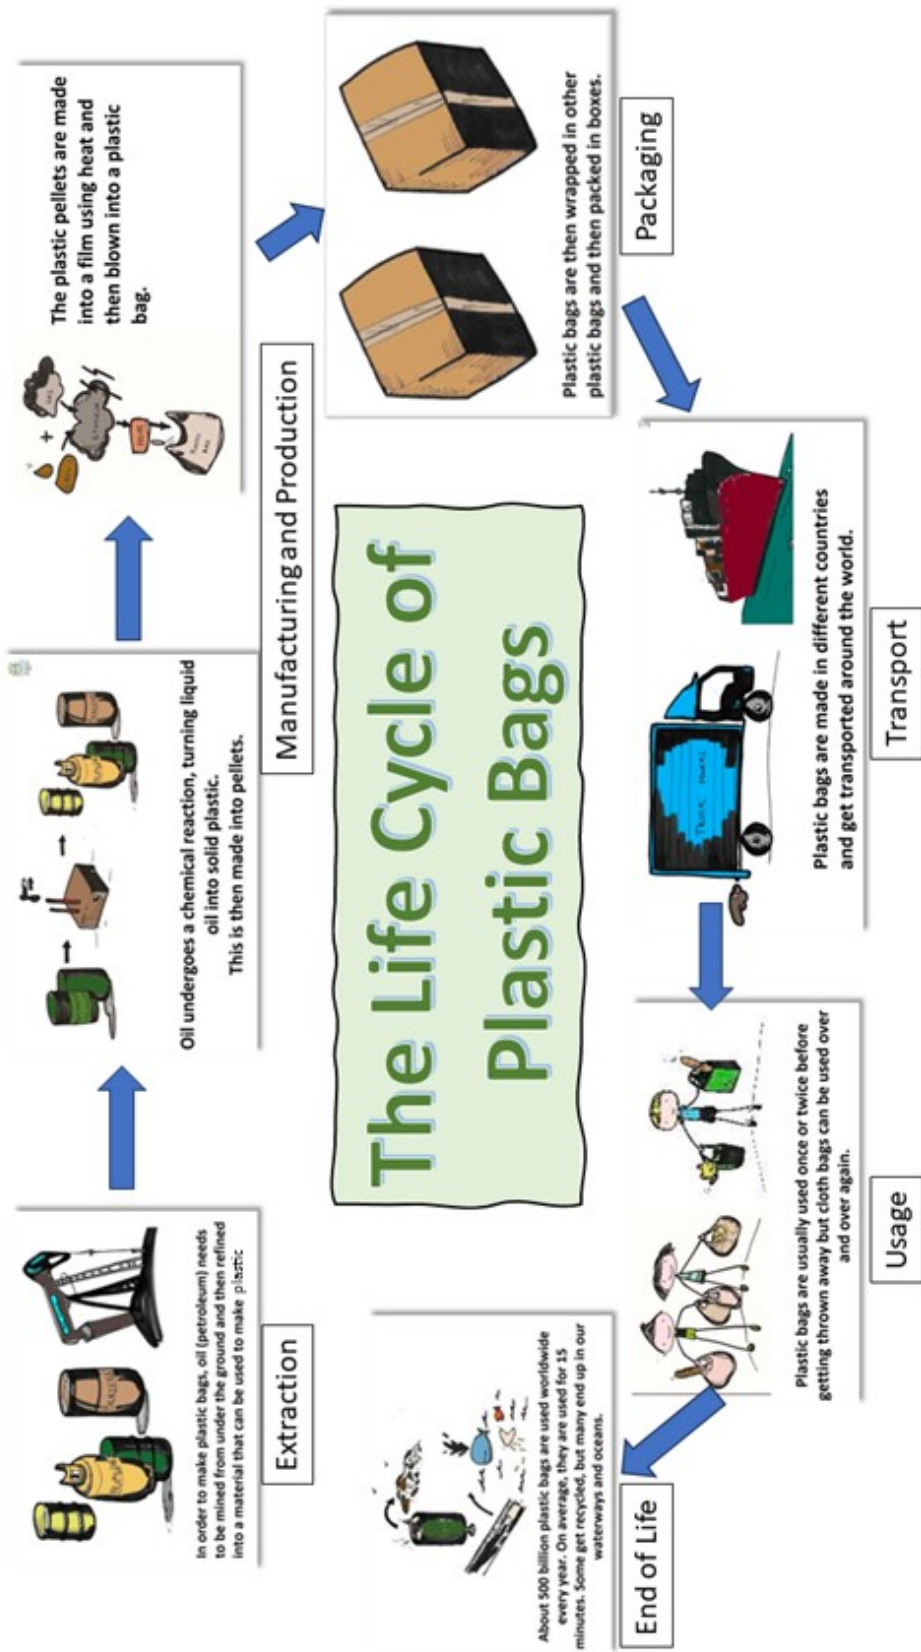 The Life Cycle of
Plastic Bags
In order to make plastic bags, oil (petroleum) needs
to be mined from under the ground and then refined
into a material that can be used to make plastic
Extraction
Oil undergoes a chemical reaction, turning liquid
oil into solid plastic.
This is then made into pellets.
The plastic pellets are made
into a film using heat and
then blown into a plastic
bag.
Manufacturing and Production
Plastic bags are then wrapped in other
plastic bags and then packed in boxes.
Packaging
Plastic bags are made in different countries
and get transported around the world.
Transport
Plastic bags are usually used once or twice before
getting thrown away but cloth bags can be used over
and over again.
Usage
About 500 billion plastic bags are used worldwide
every year. On average, they are used for 15
minutes. Some get recycled, but many end up in our
waterways and oceans.
End of Life